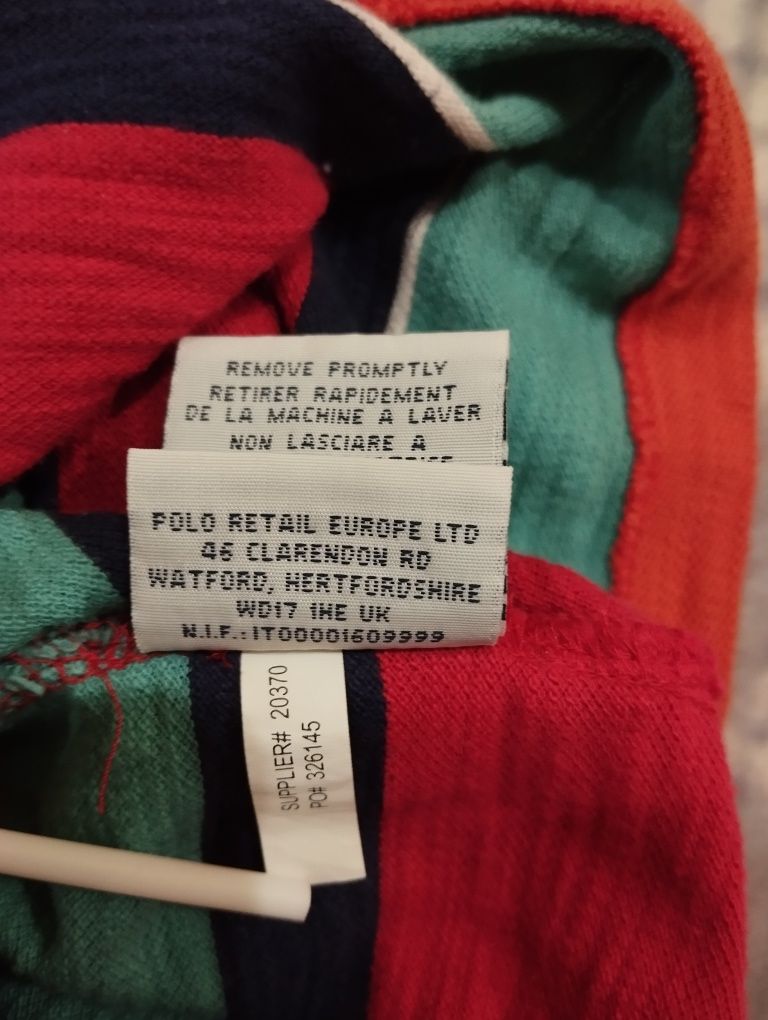 REMOVE PROMPTLY
RETIRER RAPIDEMENT
DE LA MACHINE A LAVER
NON LASCIARE A
POLO RETAIL EUROPE LTD
46 CLARENDON RD
WATFORD, HERTFORDSHIRE
WD17 1HE UK
N.I.F.:IT00001609999
SUPPLIER# 20370
PO# 326145